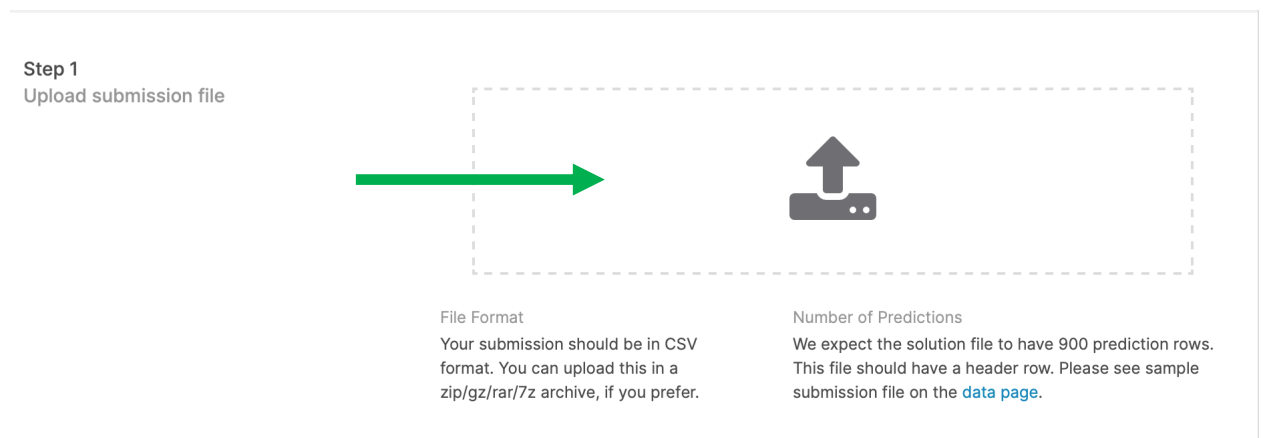 Step 1
Upload submission file
File Format
Your submission should be in CSV
format. You can upload this in a
zip/gz/rar/7z archive, if you prefer.
Number of Predictions
We expect the solution file to have 900 prediction rows.
This file should have a header row. Please see sample
submission file on the data page.